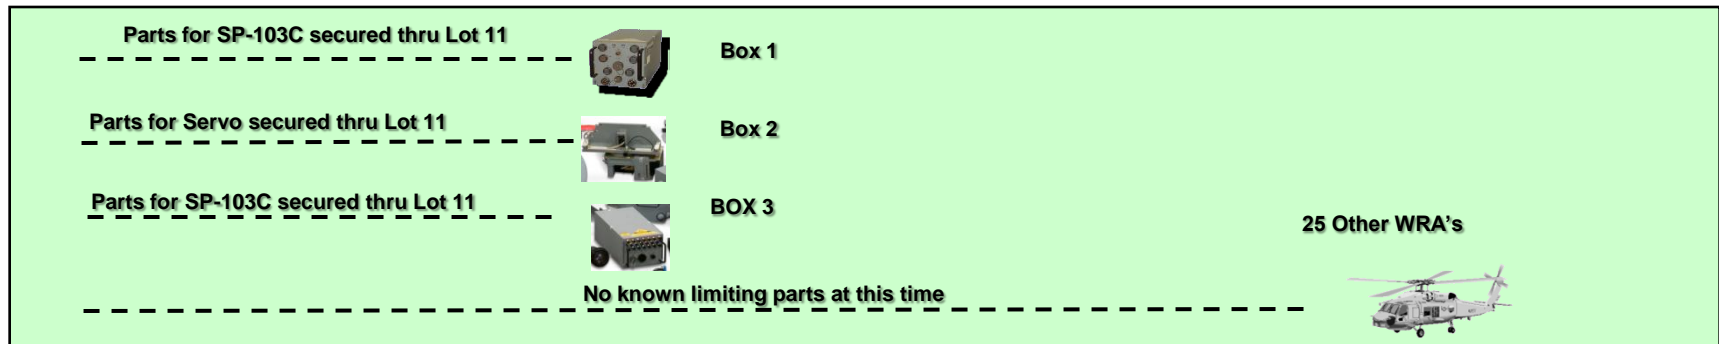 Parts for SP-103C secured thru Lot 11
Box 1
Parts for Servo secured thru Lot 11
Box 2
Parts for SP-103C secured thru Lot 11
BOX 3
25 Other WRA's
No known limiting parts at this time